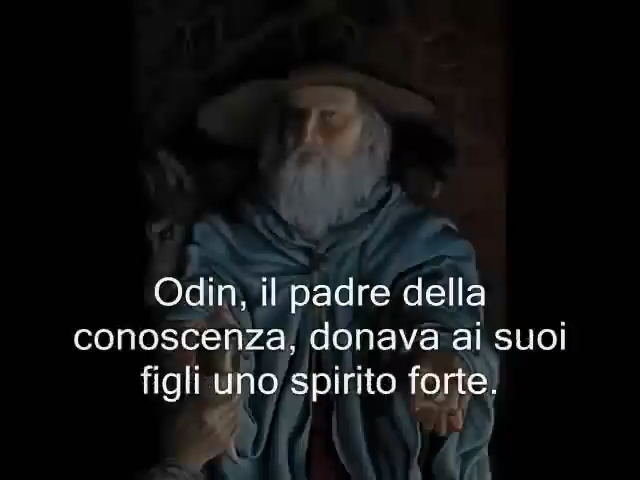 Odin, il padre della
conoscenza, donava ai suoi
figli uno spirito forte.